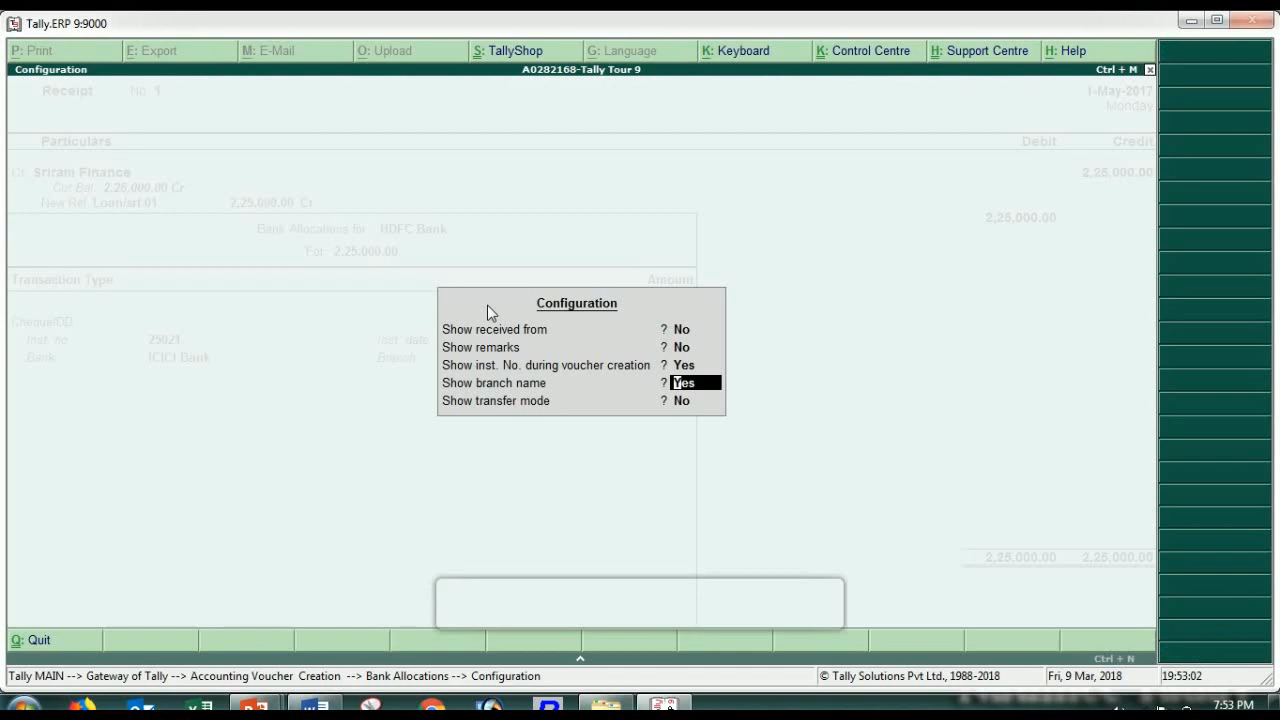 Tally.ERP 9:9000
P: Print E: Export M: E-Mail O: Upload S: TallyShop G: Language K: Keyboard K: Control Centre H: Support Centre H: Help
Configuration A0282168-Tally Tour 9 Ctrl + M
Receipt No. 1 1-May-2017
Monday
Particulars Debit Credit
Cr Sriram Finance 2,25,000.00
Cur Bal: 2,25,000.00 Cr
New Ref Loan/srf:01 2,25,000.00 Cr
2,25,000.00
Bank Allocations for: HDFC Bank
For: 2,25,000.00
Transaction Type Amount
Configuration
Cheque/DD
Show received from ? No
Inst. no. 25021 Inst. date
Show remarks ? No
Bank: ICICI Bank Branch
Show inst. No. during voucher creation ? Yes
Show branch name ? Yes
Show transfer mode ? No
2,25,000.00 2,25,000.00
Q: Quit
Ctrl + N
Tally MAIN --> Gateway of Tally --> Accounting Voucher Creation --> Bank Allocations --> Configuration © Tally Solutions Pvt Ltd., 1988-2018 Fri, 9 Mar, 2018 19:53:02
7:53 PM